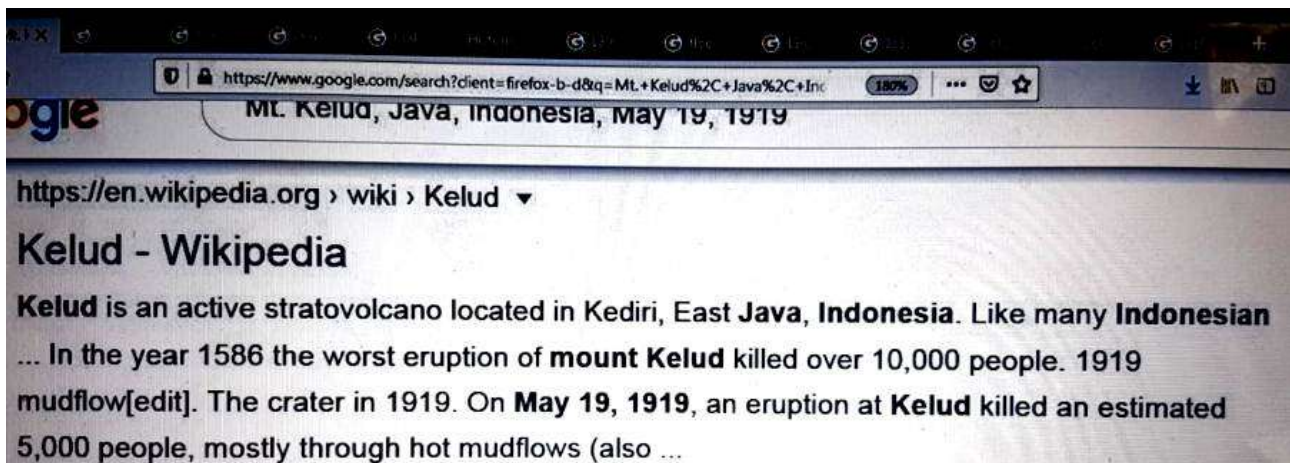 https://www.google.com/search?client=firefox-b-d&q=Mt.+Kelud%2C+Java%2C+Inc
180%
Mt. Kelud, Java, Indonesia, May 19, 1919
https://en.wikipedia.org › wiki › Kelud
Kelud - Wikipedia
Kelud is an active stratovolcano located in Kediri, East Java, Indonesia. Like many Indonesian
... In the year 1586 the worst eruption of mount Kelud killed over 10,000 people. 1919
mudflow[edit]. The crater in 1919. On May 19, 1919, an eruption at Kelud killed an estimated
5,000 people, mostly through hot mudflows (also ...